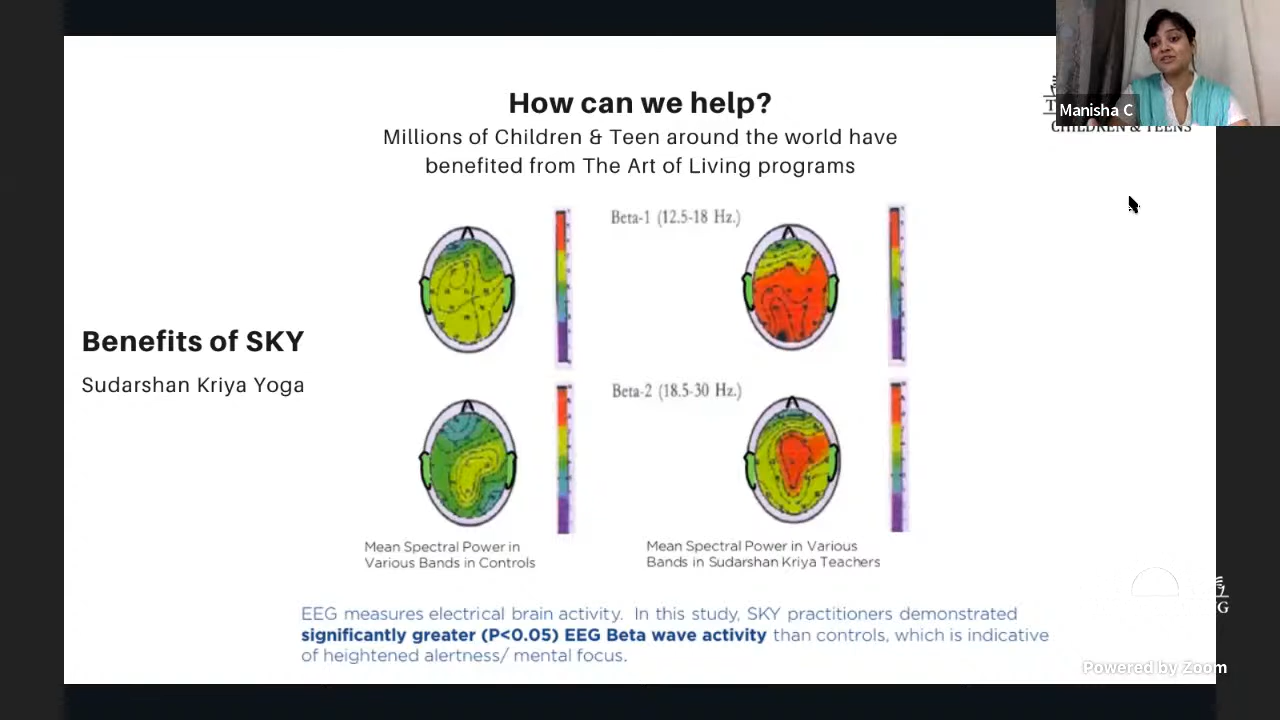 How can we help?
Millions of Children & Teen around the world have
benefited from The Art of Living programs
Manisha C
CHILDREN & TEENS
Beta-1 (12.5-18 Hz.)
Benefits of SKY
Sudarshan Kriya Yoga
Beta-2 (18.5-30 Hz.)
Mean Spectral Power in
Various Bands in Controls
Mean Spectral Power in Various
Bands in Sudarshan Kriya Teachers
EEG measures electrical brain activity. In this study, SKY practitioners demonstrated
significantly greater (P<0.05) EEG Beta wave activity than controls, which is indicative
of heightened alertness/ mental focus.
Powered by Zoom